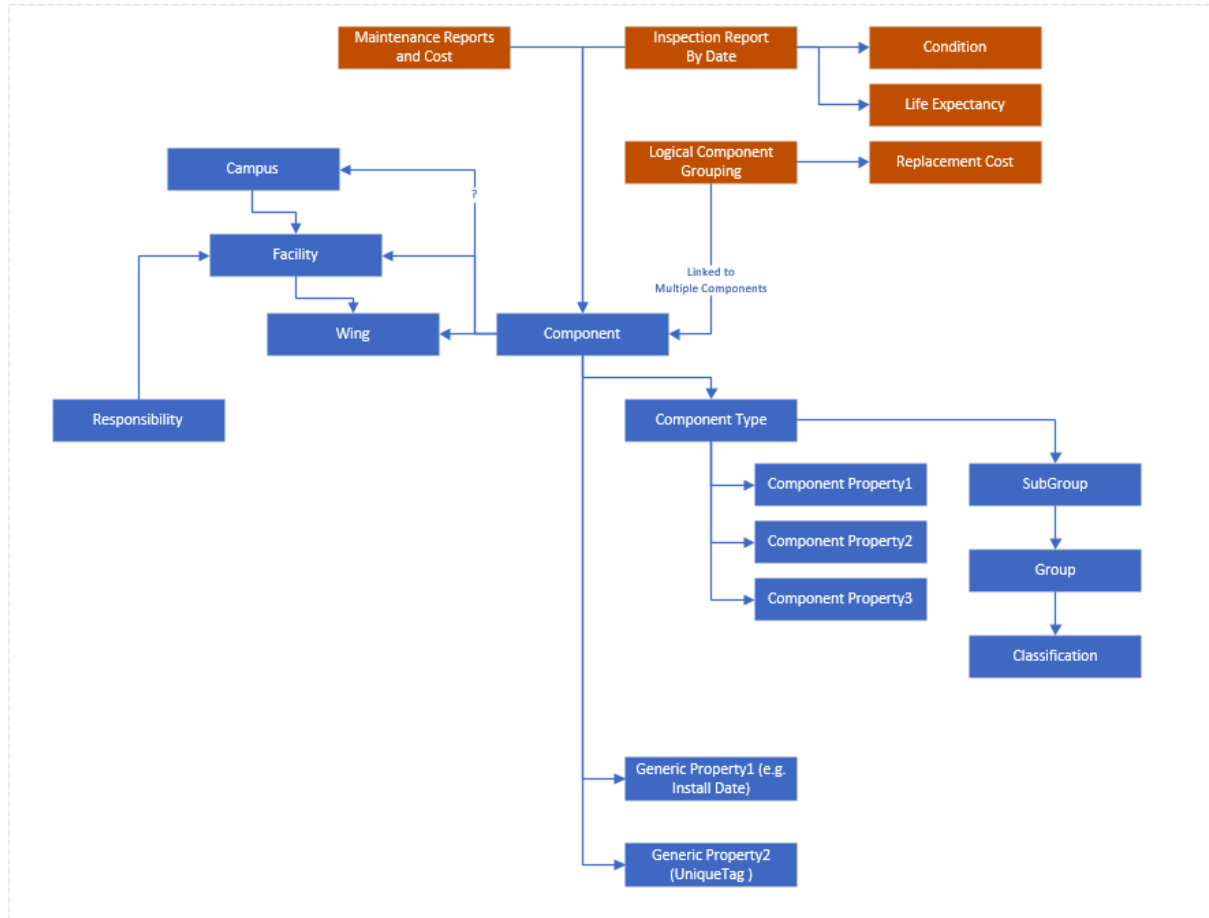 Maintenance Reports
and Cost
Inspection Report
By Date
Condition
Life Expectancy
Logical Component
Grouping
Replacement Cost
Campus
?
Facility
Linked to
Multiple Components
Wing
Component
Responsibility
Component Type
Component Property1
SubGroup
Component Property2
Group
Component Property3
Classification
Generic Property1 (e.g.
Install Date)
Generic Property2
(UniqueTag )